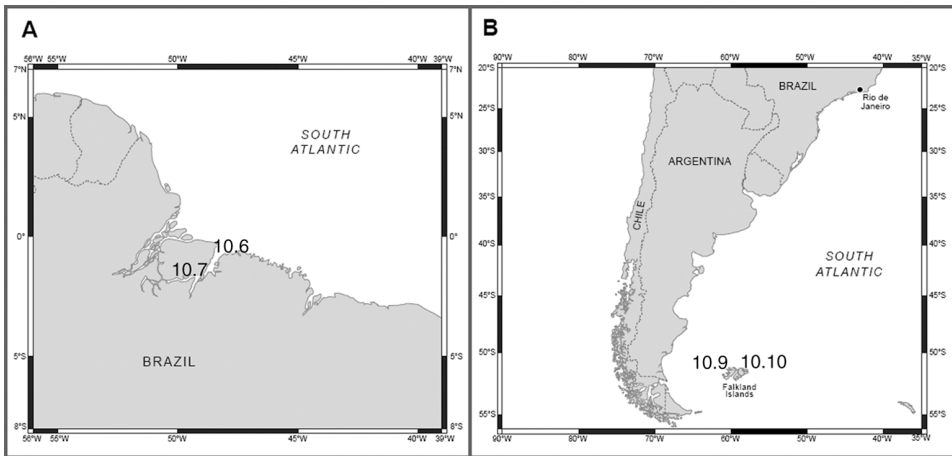 A
56°W 55°W 50°W 45°W 40°W 39°W
7°N 7°N
5°N 5°N
SOUTH
ATLANTIC
0° 0°
10.6
10.7
BRAZIL
5°S 5°S
8°S 8°S
56°W 55°W 50°W 45°W 40°W 39°W
B
90°W 80°W 70°W 60°W 50°W 40°W 35°W
20°S 20°S
BRAZIL
Rio de
Janeiro
25°S 25°S
30°S 30°S
ARGENTINA
35°S 35°S
CHILE
40°S 40°S
SOUTH
ATLANTIC
45°S 45°S
50°S 50°S
10.9 10.10
Falkland
Islands
55°S 55°S
90°W 80°W 70°W 60°W 50°W 40°W 35°W